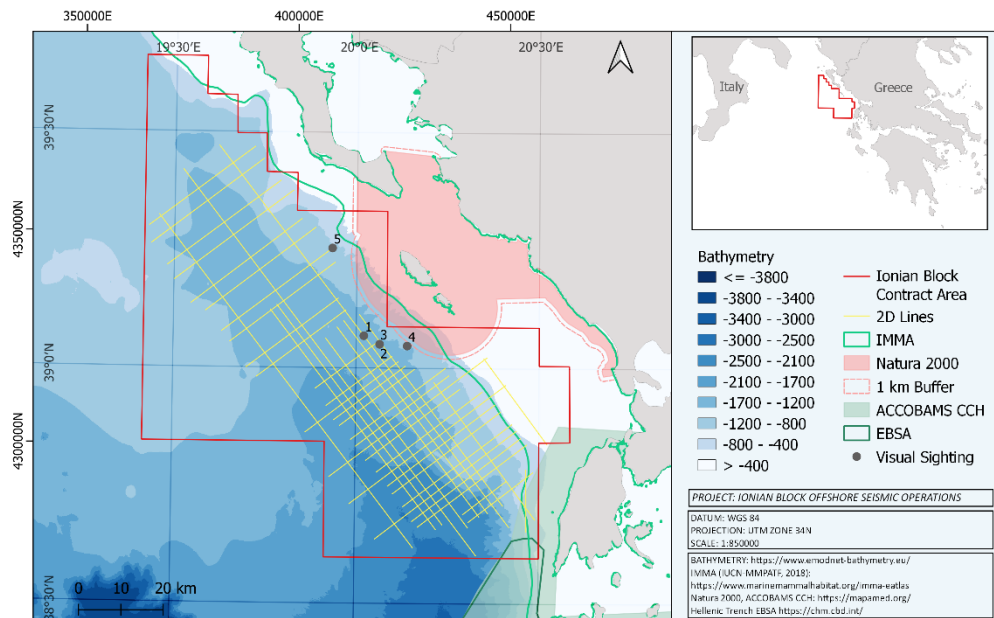 350000E
400000E
450000E
19°30'E
20°0'E
20°30'E
39°30'N
39°0'N
38°30'N
4350000N
4300000N
5
1
3
2
4
0 10 20 km
Italy
Greece
Bathymetry
<= -3800
-3800 - -3400
-3400 - -3000
-3000 - -2500
-2500 - -2100
-2100 - -1700
-1700 - -1200
-1200 - -800
-800 - -400
> -400
Ionian Block
Contract Area
2D Lines
IMMA
Natura 2000
1 km Buffer
ACCOBAMS CCH
EBSA
Visual Sighting
PROJECT: IONIAN BLOCK OFFSHORE SEISMIC OPERATIONS
DATUM: WGS 84
PROJECTION: UTM ZONE 34N
SCALE: 1:850000
BATHYMETRY: https://www.emodnet-bathymetry.eu/
IMMA (IUCN-MMPATF, 2018):
https://www.marinemammalhabitat.org/imma-eatlas
Natura 2000, ACCOBAMS CCH: https://mapamed.org/
Hellenic Trench EBSA https://chm.cbd.int/